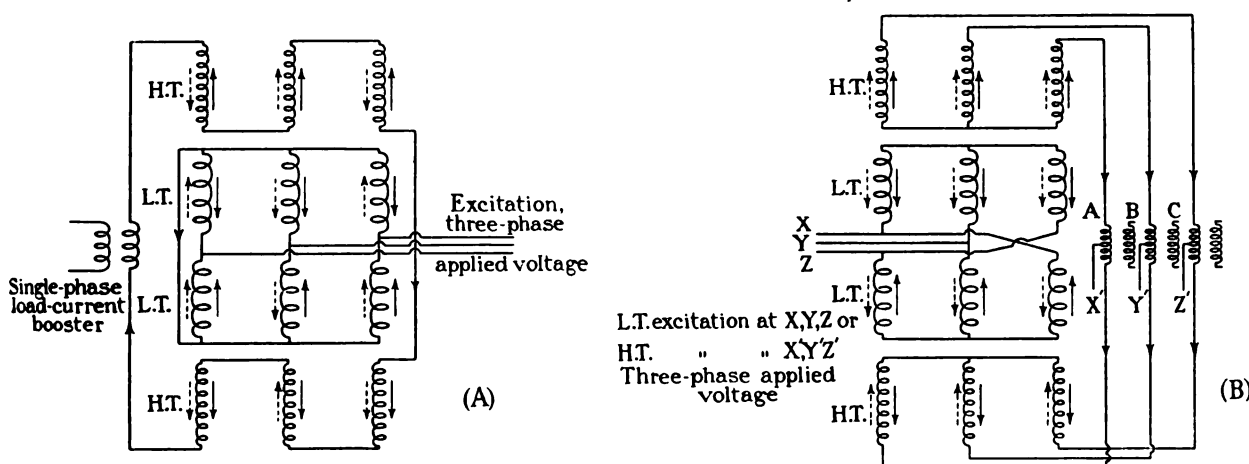 H.T.
L.T.
Excitation,
three-phase
applied voltage
Single-phase
load-current
booster
L.T.
H.T.
(A)
H.T.
L.T.
X
Y
Z
A B C
X' Y' Z'
L.T.
L.T. excitation at X,Y,Z or
H.T. " " X',Y'Z'
Three-phase applied
voltage
H.T.
(B)